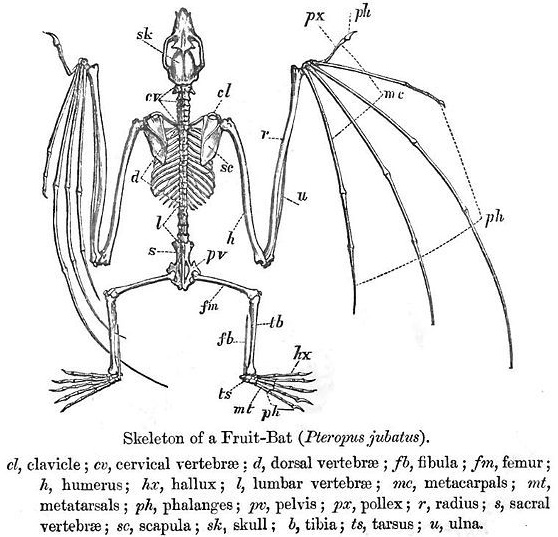 px
ph
sk
cv
cl
mc
r
sc
d
u
ph
l
h
s
pv
fm
tb
fb
hx
ts
mt
ph
Skeleton of a Fruit-Bat (Pteropus jubatus).
cl, clavicle; cv, cervical vertebræ; d, dorsal vertebræ; fb, fibula; fm, femur;
h, humerus; hx, hallux; l, lumbar vertebræ; mc, metacarpals; mt,
metatarsals; ph, phalanges; pv, pelvis; px, pollex; r, radius; s, sacral
vertebræ; sc, scapula; sk, skull; b, tibia; ts, tarsus; u, ulna.